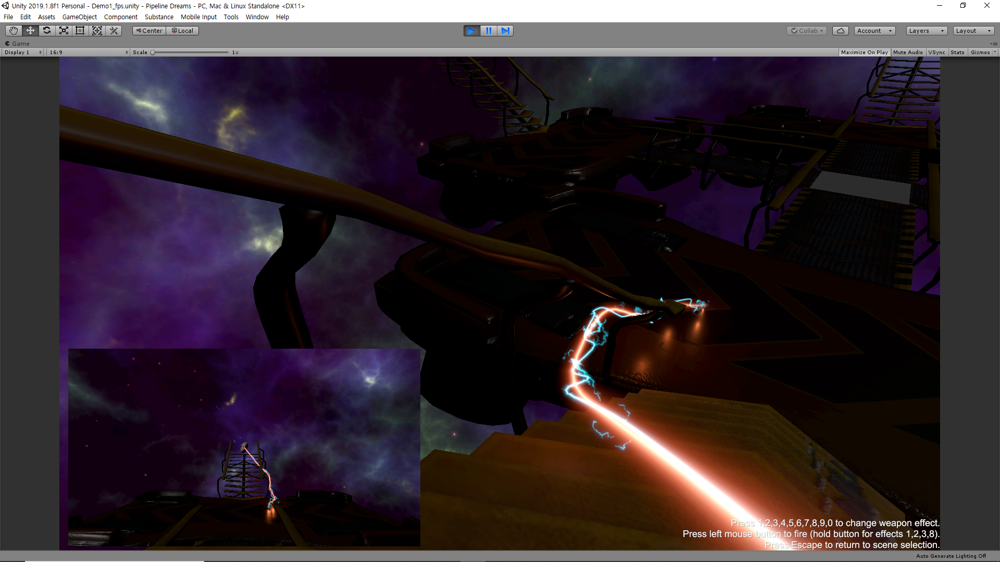 Unity 2019.1.8f1 Personal - Demo1_fps.unity - Pipeline Dreams - PC, Mac & Linux Standalone <DX11>
File Edit Assets GameObject Component Substance Mobile Input Tools Window Help
Center Local Collab Account Layers Layout
Game
Display 1 16:9 Scale 1x Maximize On Play Mute Audio VSync Stats Gizmos
Press 1,2,3,4,5,6,7,8,9,0 to change weapon effect.
Press left mouse button to fire (hold button for effects 1,2,3,8).
Press Escape to return to scene selection.
Auto Generate Lighting Off